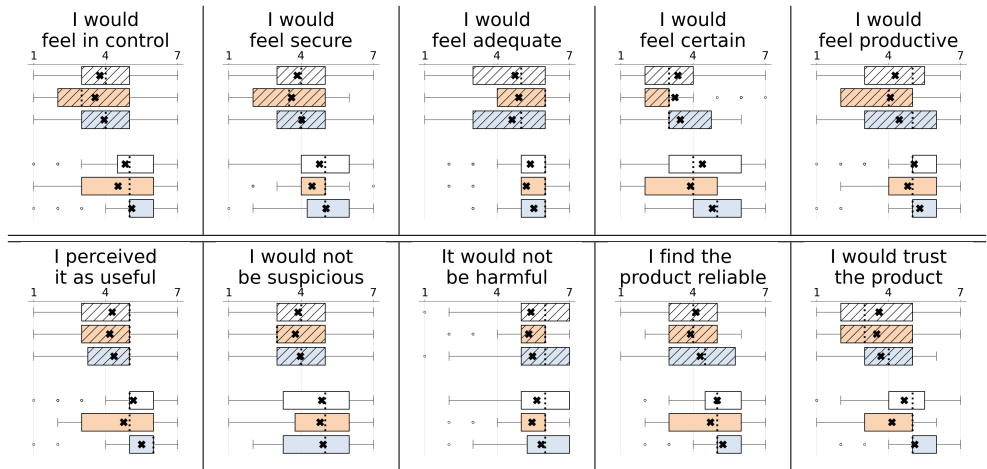 I would
feel in control
1 4 7
I would
feel secure
1 4 7
I would
feel adequate
1 4 7
I would
feel certain
1 4 7
I would
feel productive
1 4 7
I perceived
it as useful
1 4 7
I would not
be suspicious
1 4 7
It would not
be harmful
1 4 7
I find the
product reliable
1 4 7
I would trust
the product
1 4 7